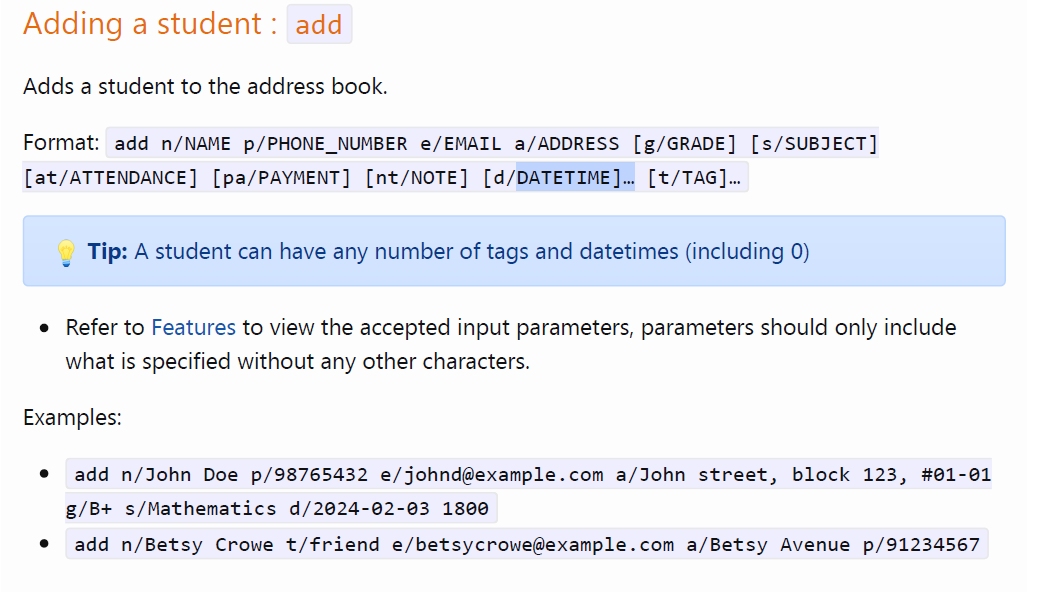 Adding a student : add
Adds a student to the address book.
Format: add n/NAME p/PHONE_NUMBER e/EMAIL a/ADDRESS [g/GRADE] [s/SUBJECT]
[at/ATTENDANCE] [pa/PAYMENT] [nt/NOTE] [d/DATETIME]… [t/TAG]…
Tip: A student can have any number of tags and datetimes (including 0)
• Refer to Features to view the accepted input parameters, parameters should only include
what is specified without any other characters.
Examples:
• add n/John Doe p/98765432 e/johnd@example.com a/John street, block 123, #01-01
g/B+ s/Mathematics d/2024-02-03 1800
• add n/Betsy Crowe t/friend e/betsycrowe@example.com a/Betsy Avenue p/91234567